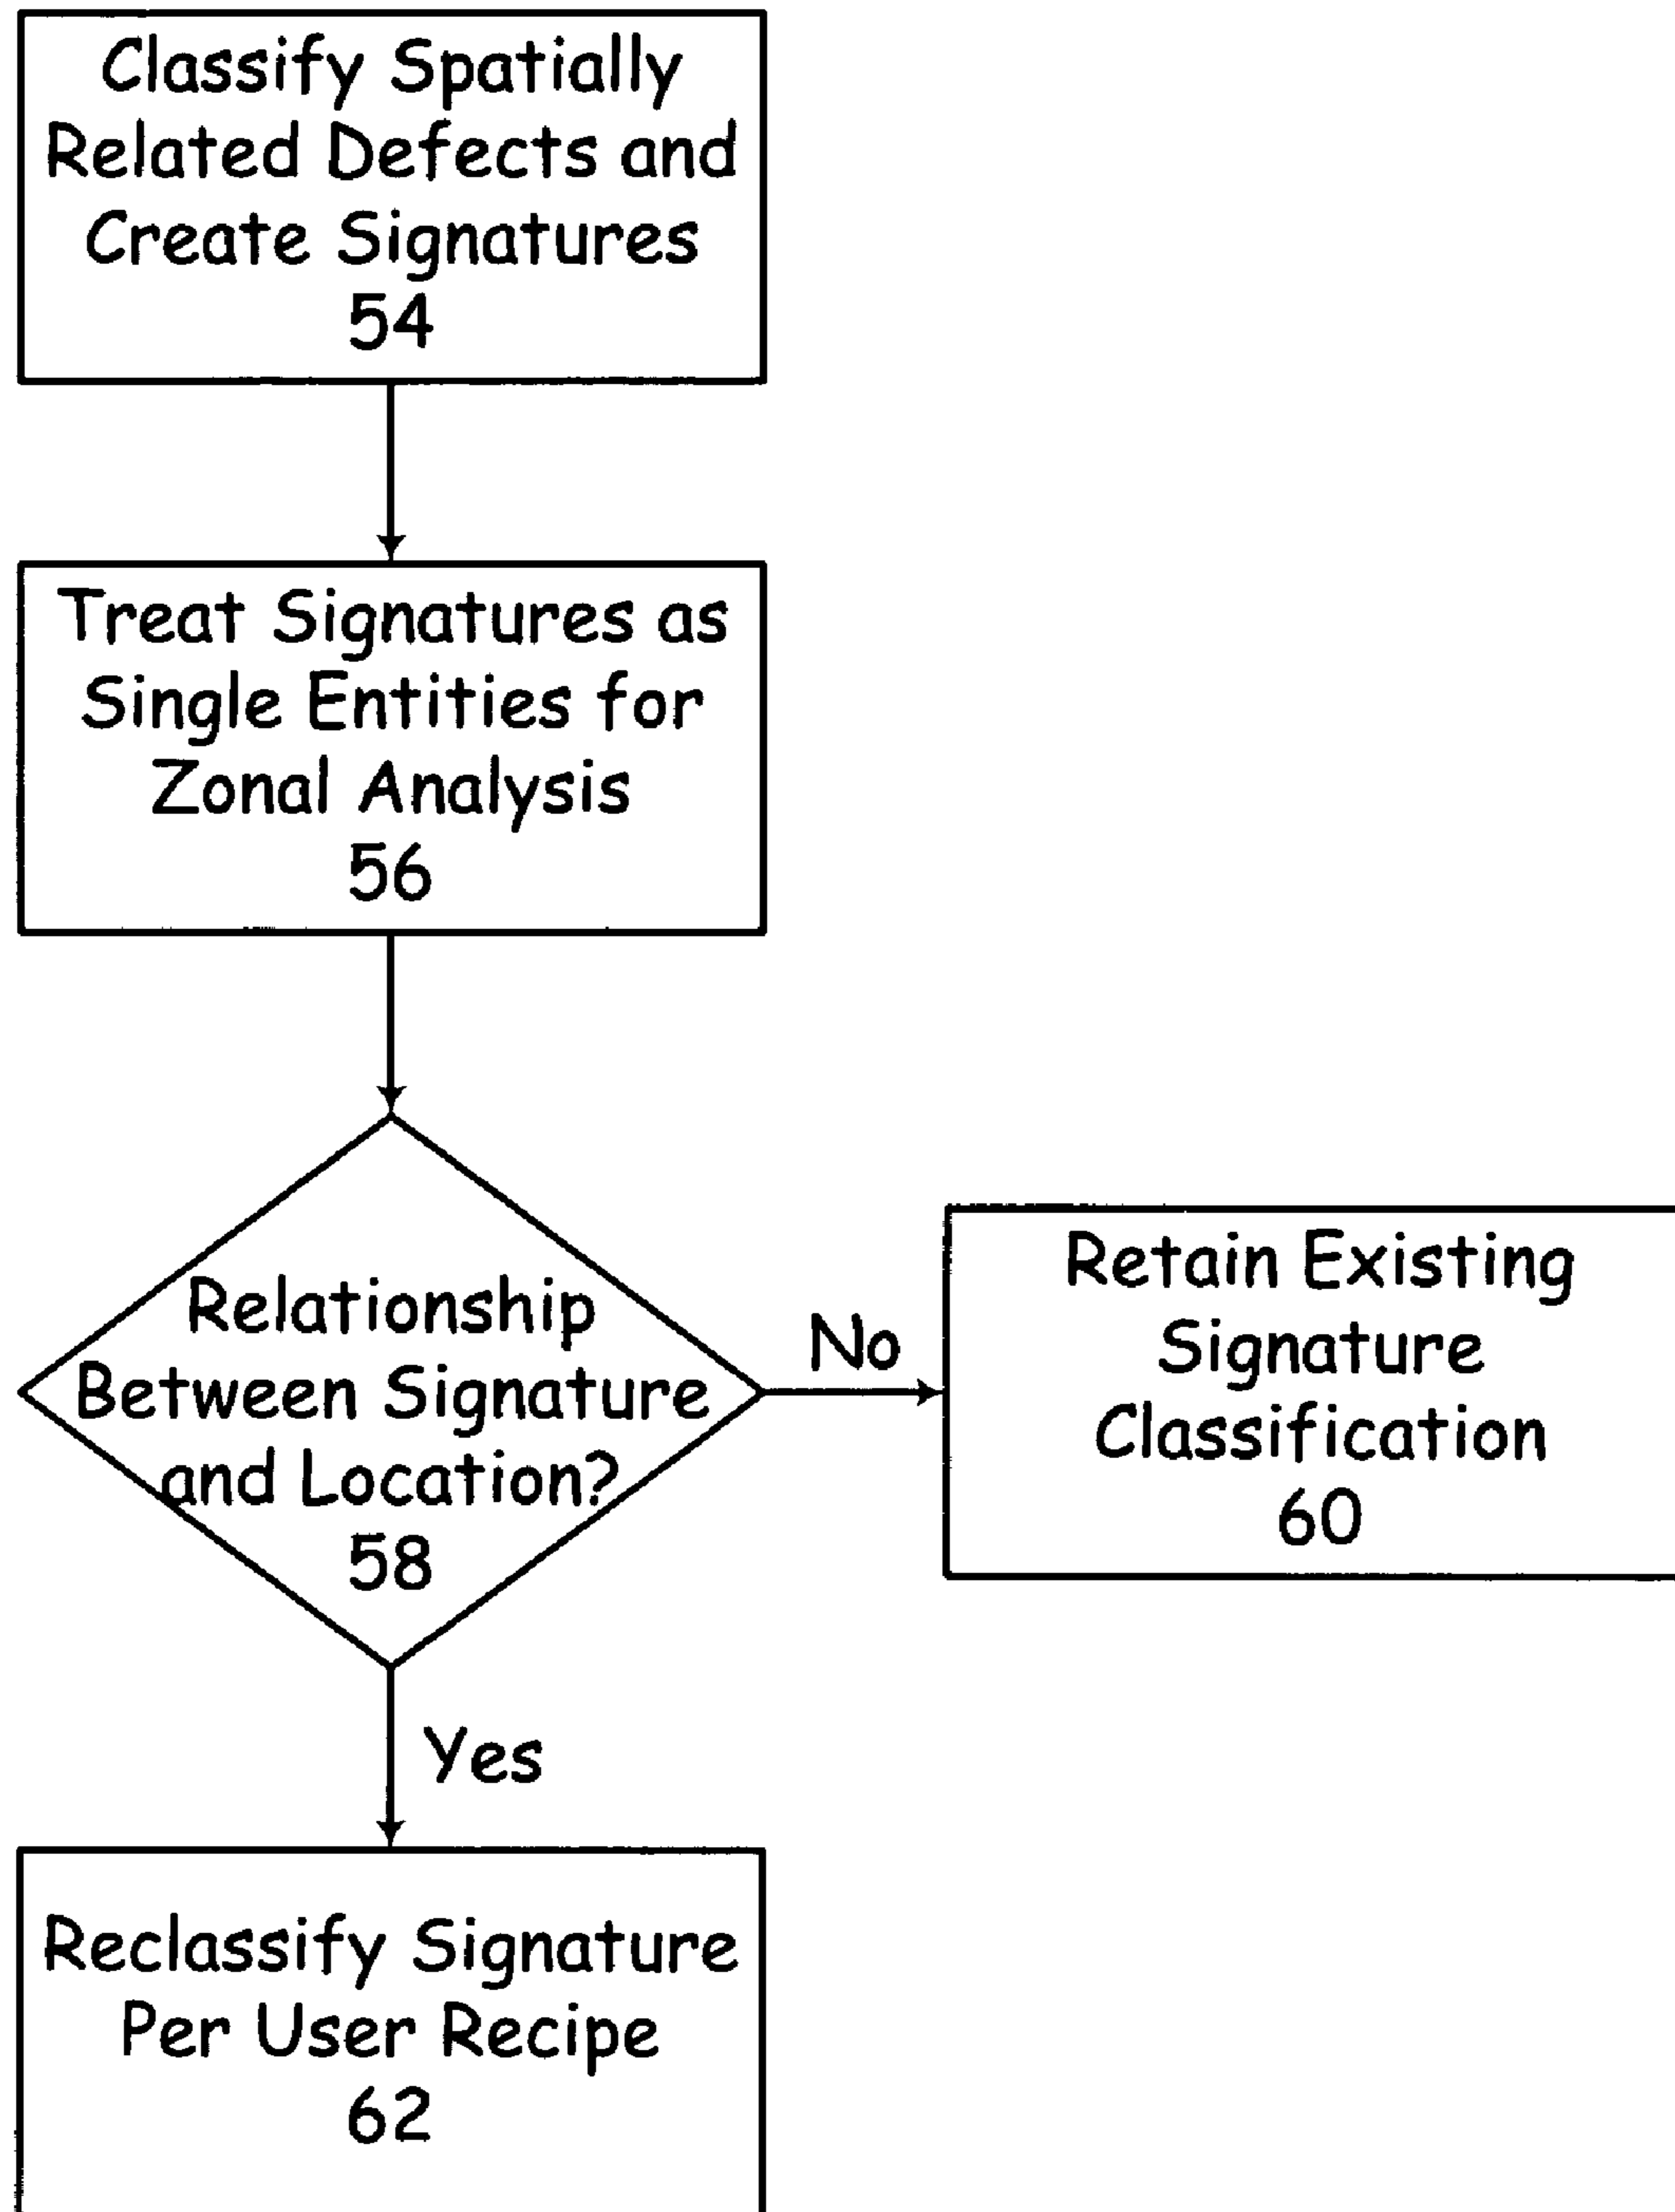 Classify Spatially
Related Defects and
Create Signatures
54
Treat Signatures as
Single Entities for
Zonal Analysis
56
Relationship
Between Signature
and Location?
58
No
Retain Existing
Signature
Classification
60
Yes
Reclassify Signature
Per User Recipe
62